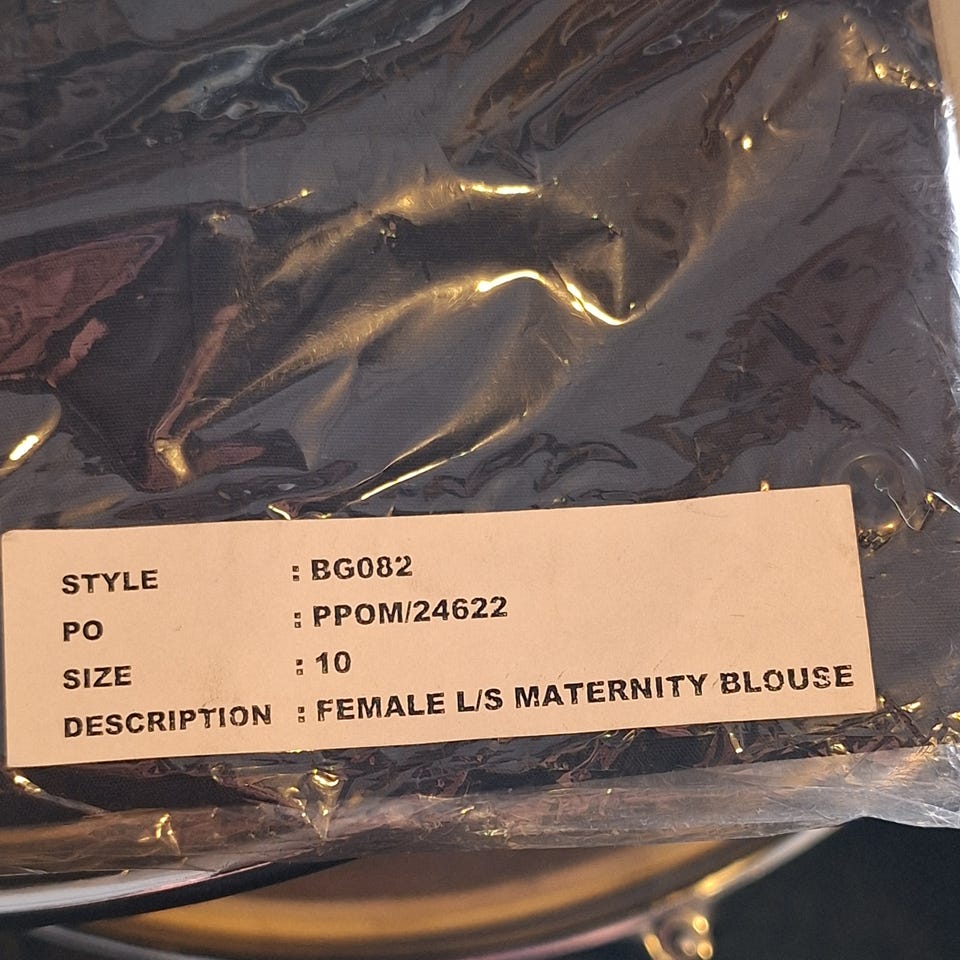 STYLE : BG082
PO : PPOM/24622
SIZE : 10
DESCRIPTION : FEMALE L/S MATERNITY BLOUSE